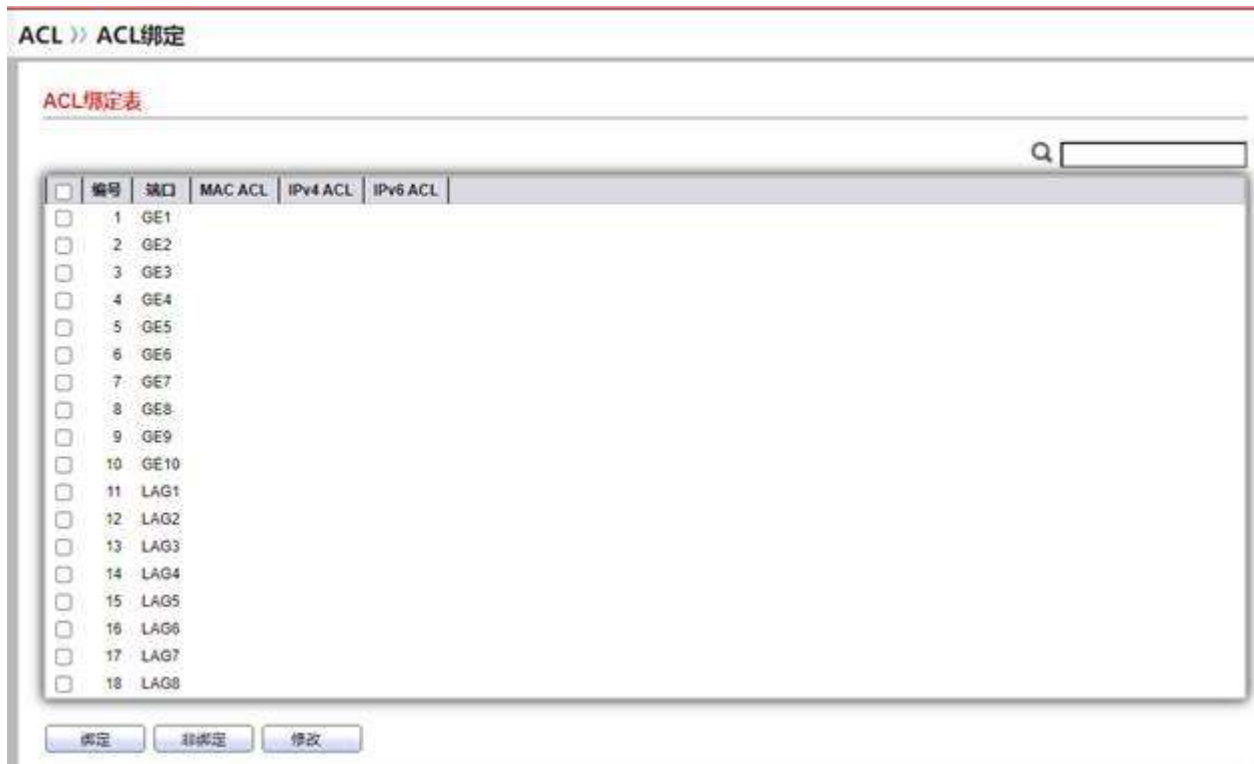 ACL》ACL绑定
ACL绑定表
编号 端口 MAC ACL IPv4 ACL IPv6 ACL
1 GE1
2 GE2
3 GE3
4 GE4
5 GE5
6 GE6
7 GE7
8 GE8
9 GE9
10 GE10
11 LAG1
12 LAG2
13 LAG3
14 LAG4
15 LAG5
16 LAG6
17 LAG7
18 LAG8
绑定 非绑定 修改